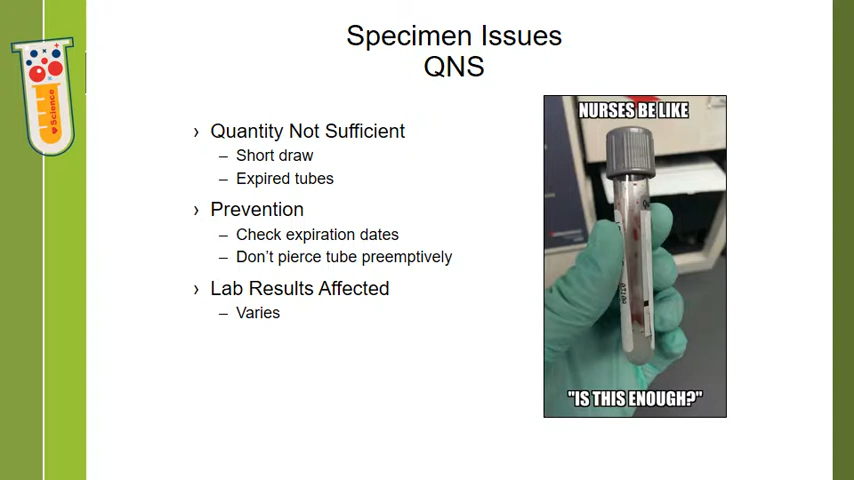 Specimen Issues
QNS
› Quantity Not Sufficient
– Short draw
– Expired tubes
› Prevention
– Check expiration dates
– Don't pierce tube preemptively
› Lab Results Affected
– Varies
Science
NURSES BE LIKE
"IS THIS ENOUGH?"